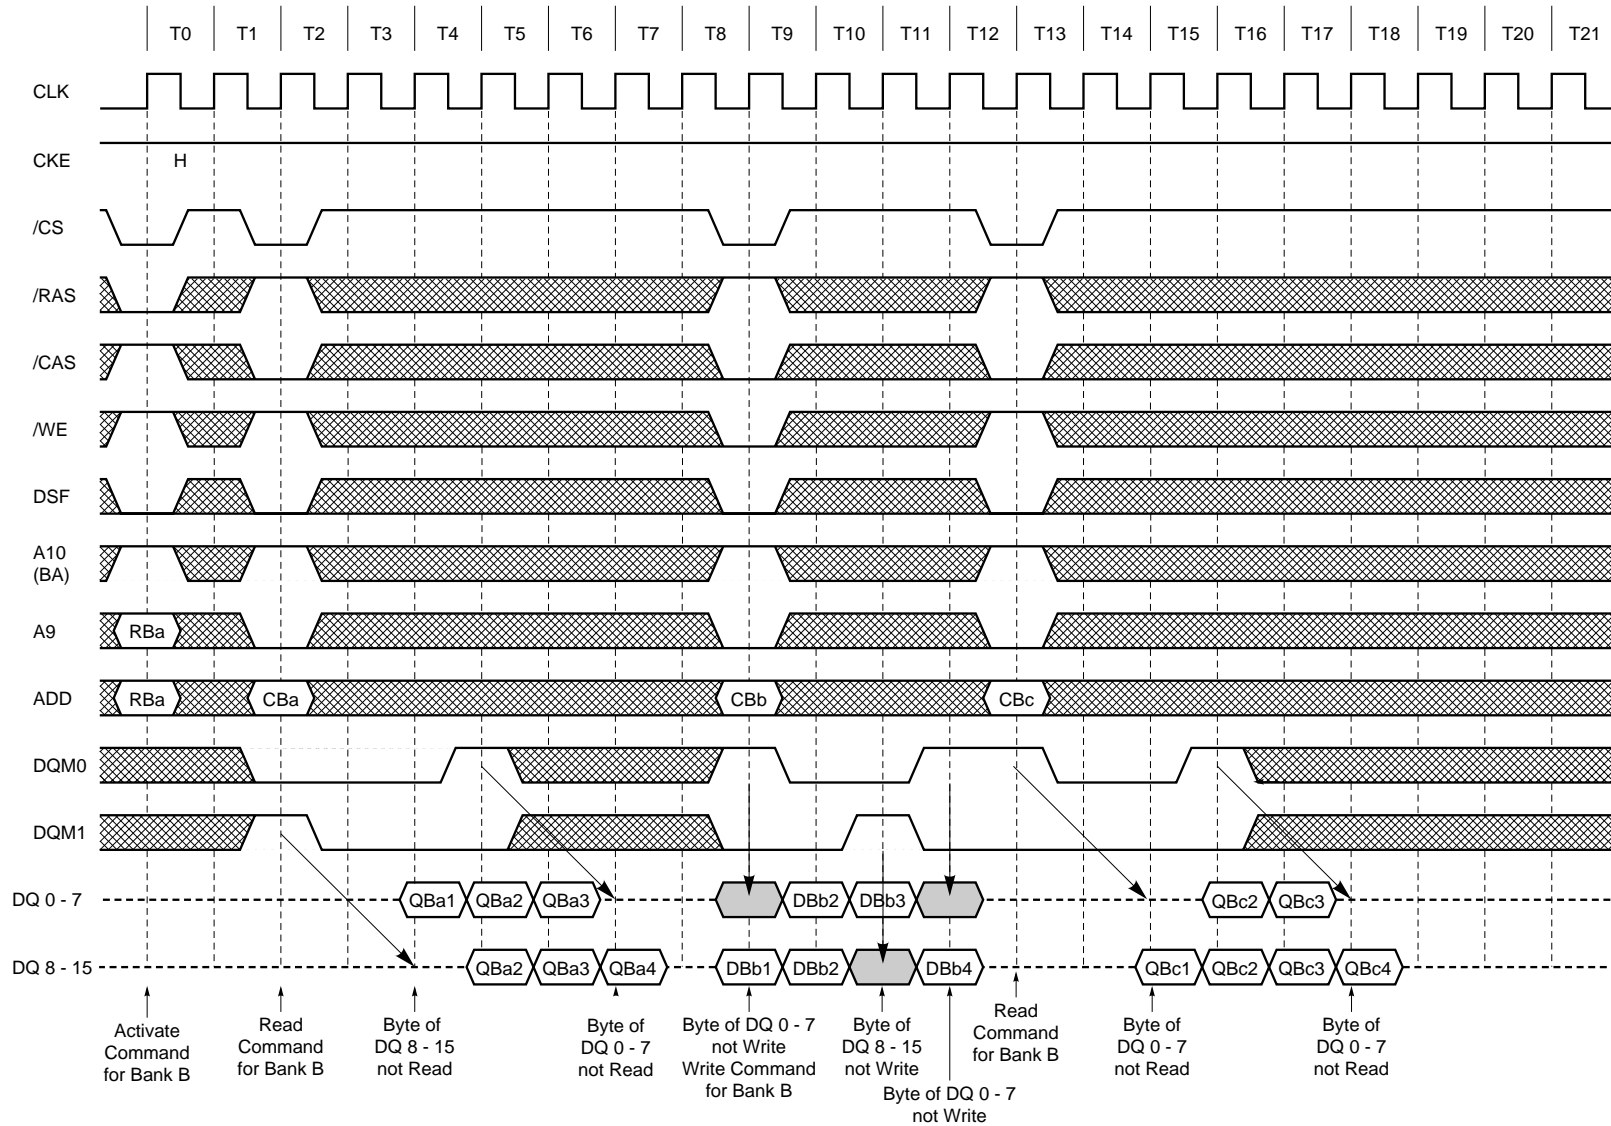 T0 T1 T2 T3 T4 T5 T6 T7 T8 T9 T10 T11 T12 T13 T14 T15 T16 T17 T18 T19 T20 T21
CLK
CKE H
/CS
/RAS
/CAS
/WE
DSF
A10
(BA)
A9 RBa
ADD RBa CBa CBb CBc
DQM0
DQM1
DQ 0 - 7 QBa1 QBa2 QBa3 DBb2 DBb3 QBc2 QBc3
DQ 8 - 15 QBa2 QBa3 QBa4 DBb1 DBb2 DBb4 QBc1 QBc2 QBc3 QBc4
Activate
Command
for Bank B
Read
Command
for Bank B
Byte of
DQ 8 - 15
not Read
Byte of
DQ 0 - 7
not Read
Byte of DQ 0 - 7
not Write
Write Command
for Bank B
Byte of
DQ 8 - 15
not Write
Byte of DQ 0 - 7
not Write
Read
Command
for Bank B
Byte of
DQ 0 - 7
not Read
Byte of
DQ 0 - 7
not Read